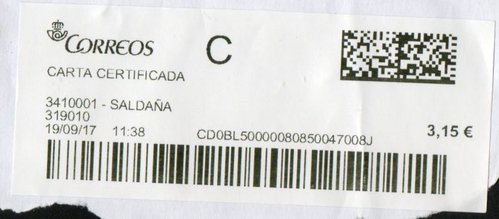 CORREOS
C
CARTA CERTIFICADA
3410001 - SALDAÑA
319010
19/09/17 11:38
CD0BL50000080850047008J
3,15 €